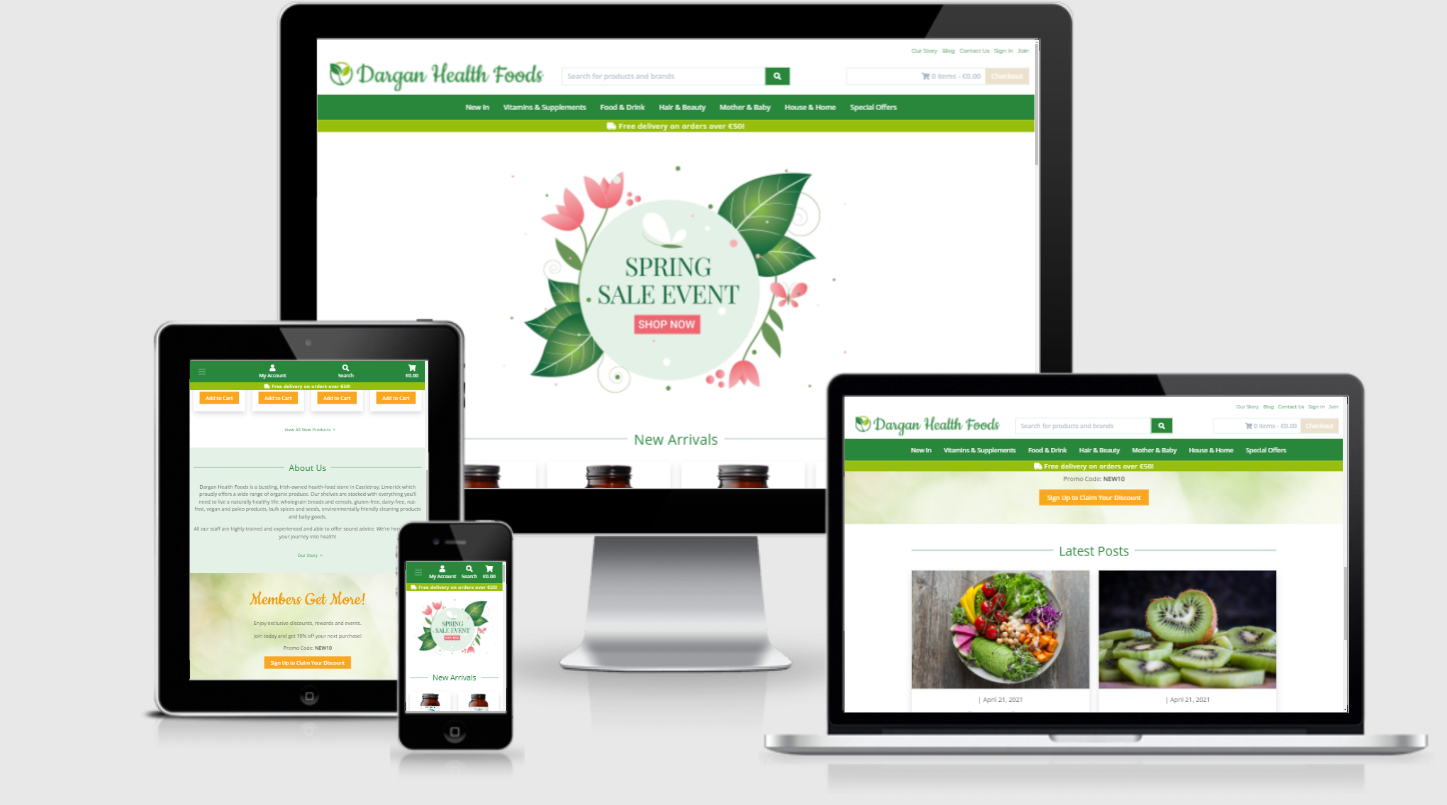 Our Story Blog Contact Us Sign In Join
Dargan Health Foods
Search for products and brands
0 items - €0.00 Checkout
New In Vitamins & Supplements Food & Drink Hair & Beauty Mother & Baby House & Home Special Offers
Free delivery on orders over €50!
SPRING
SALE EVENT
SHOP NOW
New Arrivals
My Account Search €0.00
Free delivery on orders over €50!
Add to Cart Add to Cart Add to Cart Add to Cart
View All New Products >
About Us
Dargan Health Foods is a bustling, Irish-owned health-food store in Castletroy, Limerick which
proudly offers a wide range of organic produce. Our shelves are stocked with everything you'll
need to live a naturally healthy life: wholegrain breads and cereals, gluten-free, dairy-free, nut-
free, vegan and paleo products, bulk spices and seeds, environmentally-friendly cleaning products
and baby goods.
All our staff are highly-trained and experienced and able to offer sound advice. We're
your journey into health!
Our Story >
Members Get More!
Enjoy exclusive discounts, rewards and events.
Join today and get 10% off your next purchase!
Promo Code: NEW10
Sign Up to Claim Your Discount
My Account Search €0.00
Free delivery on orders over €50!
SPRING
SALE EVENT
New Arrivals
Our Story Blog Contact Us Sign In Join
Dargan Health Foods
Search for products and brands
0 items - €0.00 Checkout
New In Vitamins & Supplements Food & Drink Hair & Beauty Mother & Baby House & Home Special Offers
Free delivery on orders over €50!
Promo Code: NEW10
Sign Up to Claim Your Discount
Latest Posts
| April 21, 2021
| April 21, 2021